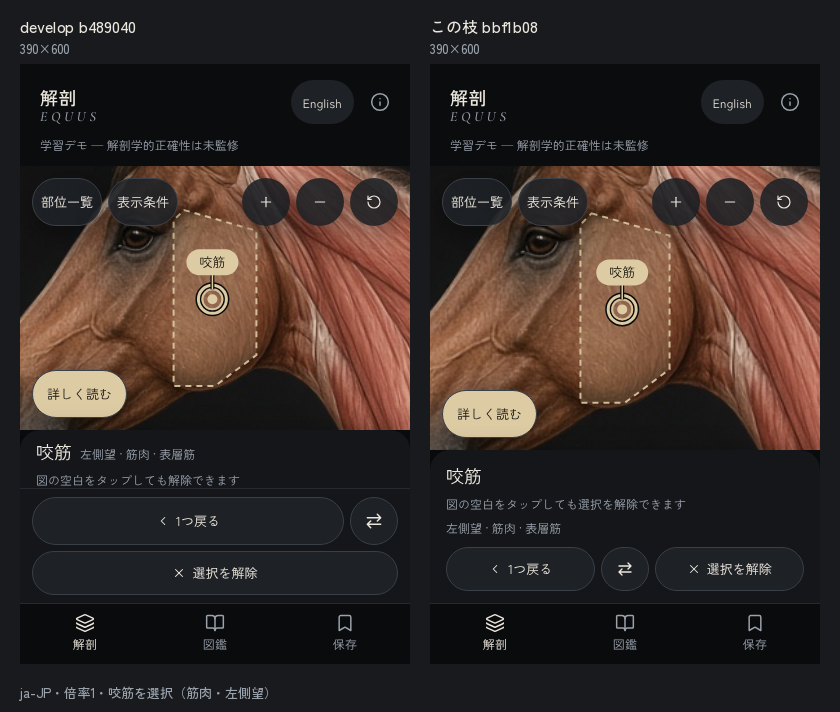 develop b489040
390×600
解剖
EQUUS
English
学習デモ — 解剖学的正確性は未監修
部位一覧
表示条件
咬筋
詳しく読む
咬筋 左側望 · 筋肉 · 表層筋
図の空白をタップしても解除できます
1つ戻る
選択を解除
解剖
図鑑
保存
この枝 bbf1b08
390×600
解剖
EQUUS
English
学習デモ — 解剖学的正確性は未監修
部位一覧
表示条件
咬筋
詳しく読む
咬筋
図の空白をタップしても選択を解除できます
左側望 · 筋肉 · 表層筋
1つ戻る
選択を解除
解剖
図鑑
保存
ja-JP・倍率1・咬筋を選択（筋肉・左側望）